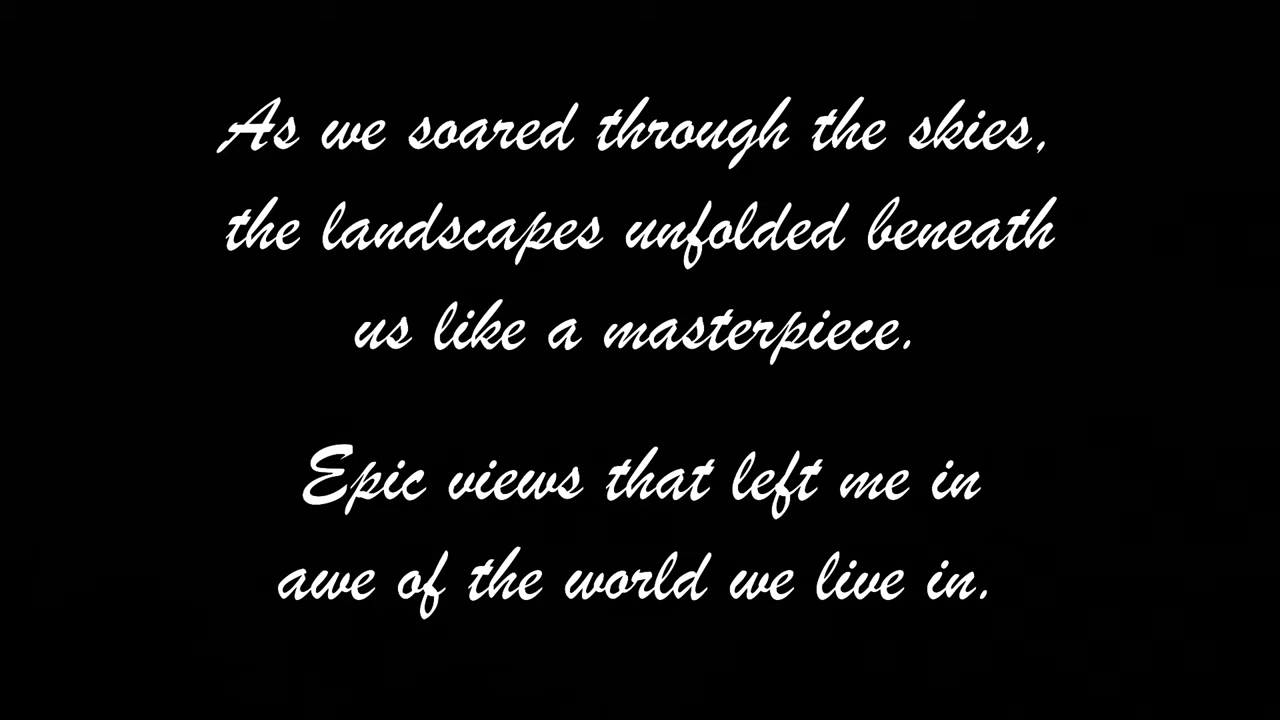 As we soared through the skies,
the landscapes unfolded beneath
us like a masterpiece.
Epic views that left me in
awe of the world we live in.